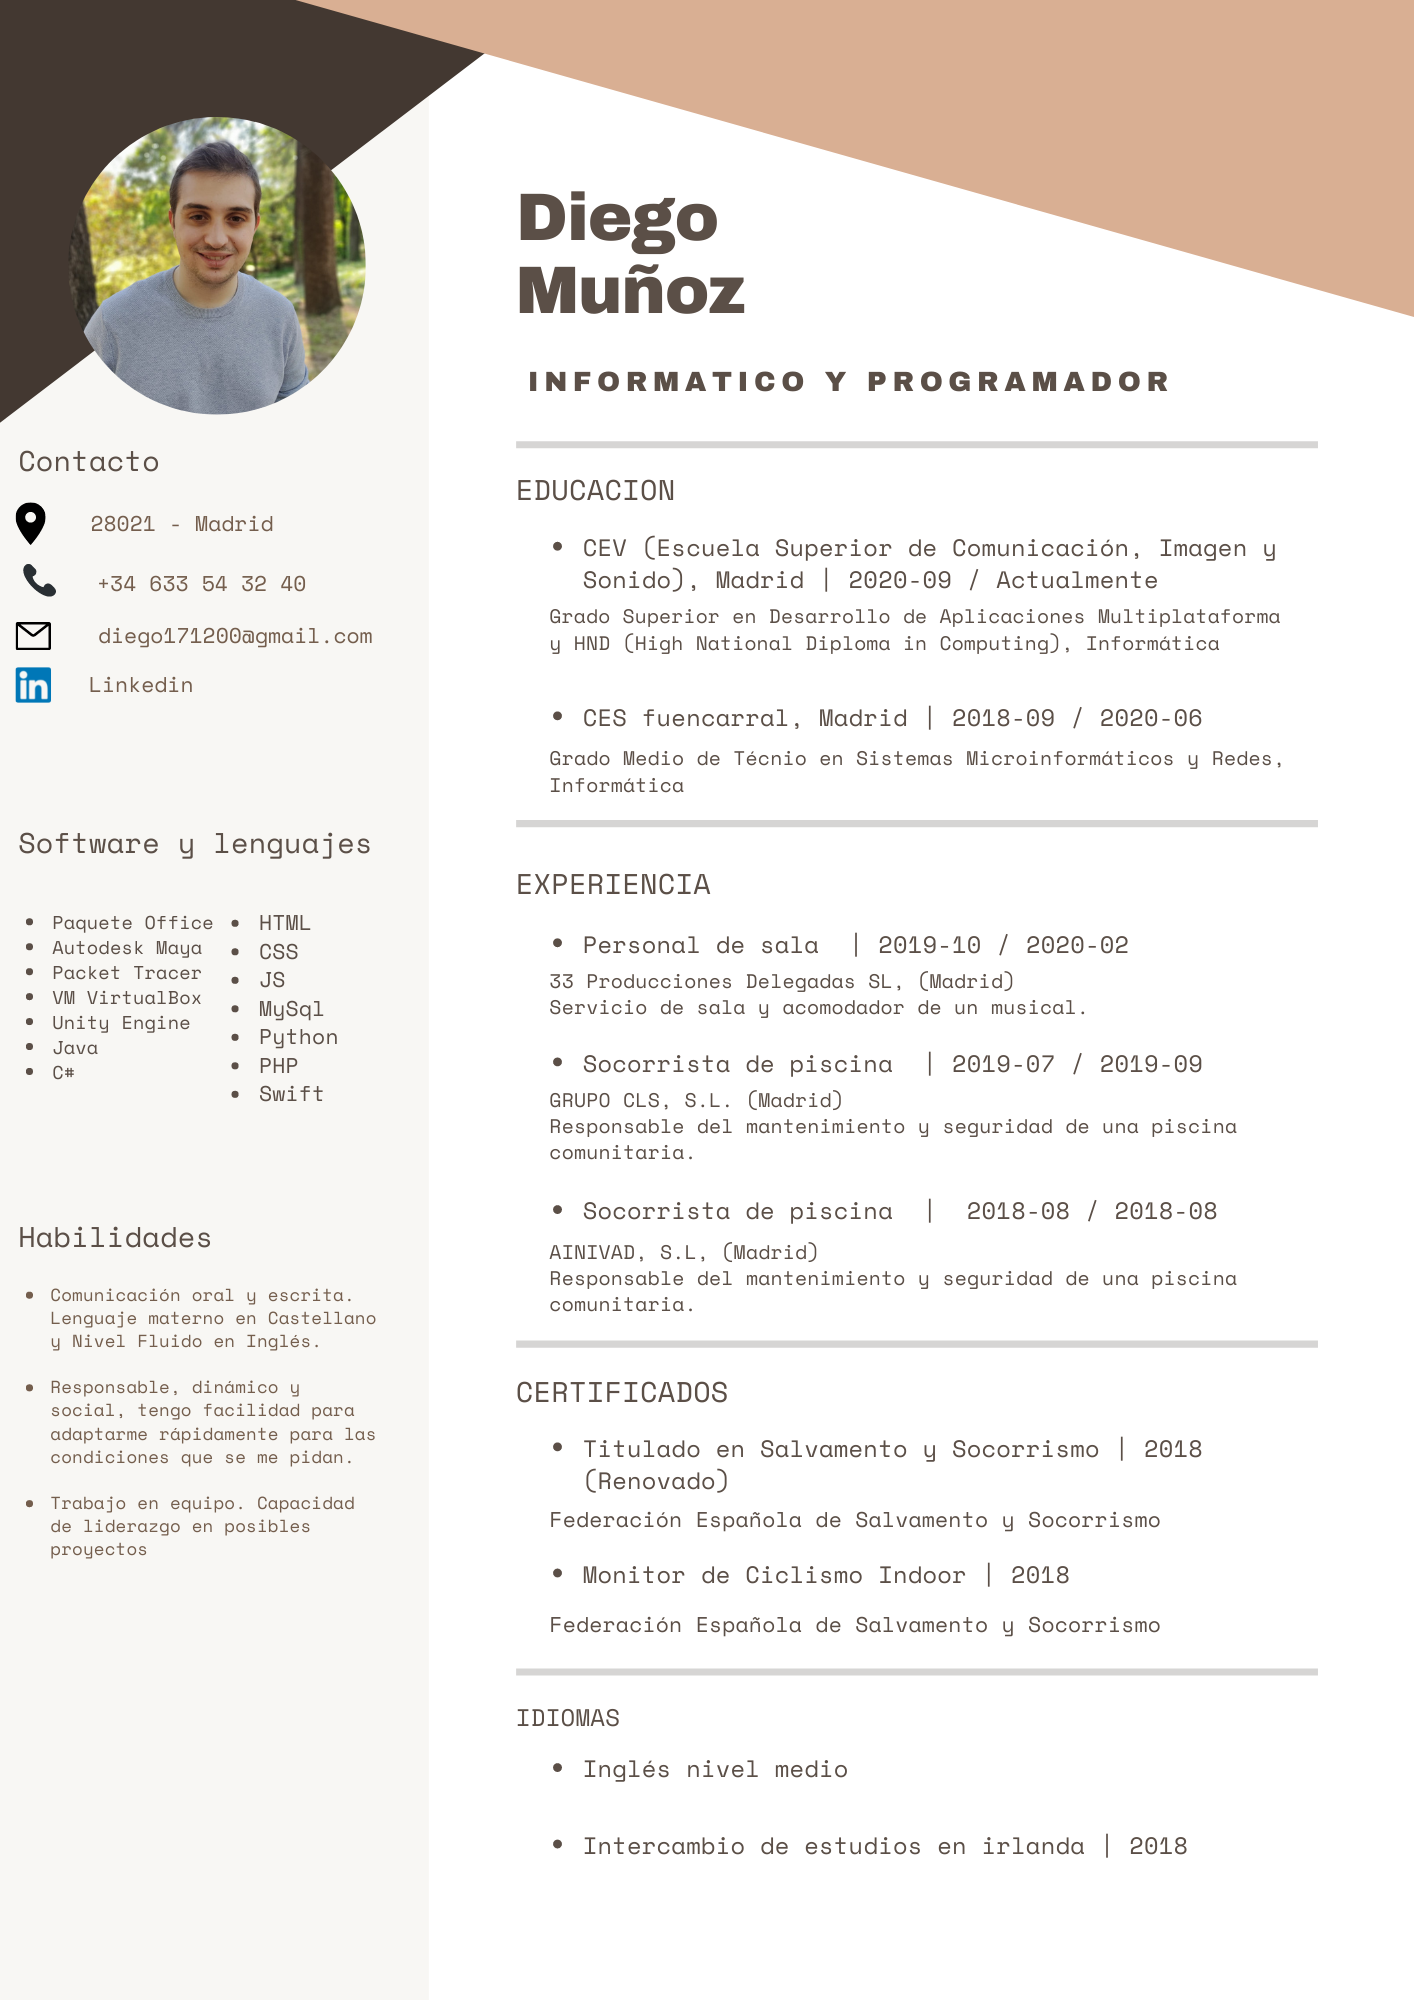 Diego
Muñoz
INFORMATICO Y PROGRAMADOR
Contacto
28021 - Madrid
+34 633 54 32 40
diego171200@gmail.com
in
Linkedin
Software y lenguajes
Paquete Office
Autodesk Maya
Packet Tracer
VM VirtualBox
Unity Engine
Java
C#
HTML
CSS
JS
MySql
Python
PHP
Swift
Habilidades
Comunicación oral y escrita.
Lenguaje materno en Castellano
y Nivel Fluido en Inglés.
Responsable, dinámico y
social, tengo facilidad para
adaptarme rápidamente para las
condiciones que se me pidan.
Trabajo en equipo. Capacidad
de liderazgo en posibles
proyectos
EDUCACION
CEV (Escuela Superior de Comunicación, Imagen y
Sonido), Madrid | 2020-09 / Actualmente
Grado Superior en Desarrollo de Aplicaciones Multiplataforma
y HND (High National Diploma in Computing), Informática
CES fuencarral, Madrid | 2018-09 / 2020-06
Grado Medio de Técnio en Sistemas Microinformáticos y Redes,
Informática
EXPERIENCIA
Personal de sala | 2019-10 / 2020-02
33 Producciones Delegadas SL, (Madrid)
Servicio de sala y acomodador de un musical.
Socorrista de piscina | 2019-07 / 2019-09
GRUPO CLS, S.L. (Madrid)
Responsable del mantenimiento y seguridad de una piscina
comunitaria.
Socorrista de piscina | 2018-08 / 2018-08
AINIVAD, S.L, (Madrid)
Responsable del mantenimiento y seguridad de una piscina
comunitaria.
CERTIFICADOS
Titulado en Salvamento y Socorrismo | 2018
(Renovado)
Federación Española de Salvamento y Socorrismo
Monitor de Ciclismo Indoor | 2018
Federación Española de Salvamento y Socorrismo
IDIOMAS
Inglés nivel medio
Intercambio de estudios en irlanda | 2018